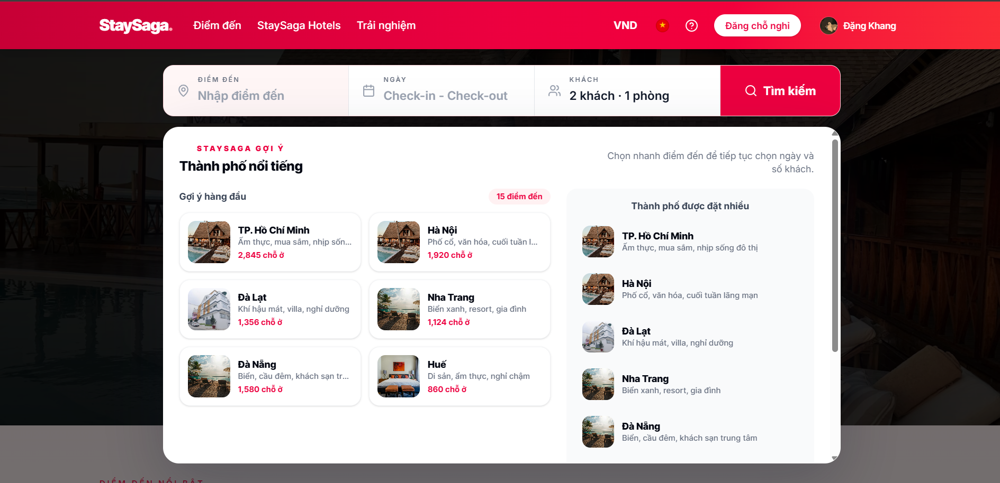 StaySaga.
Điểm đến
StaySaga Hotels
Trải nghiệm
VND
Đăng chỗ nghỉ
Đặng Khang
ĐIỂM ĐẾN
Nhập điểm đến
NGÀY
Check-in - Check-out
KHÁCH
2 khách · 1 phòng
Tìm kiếm
STAYSAGA GỢI Ý
Thành phố nổi tiếng
Chọn nhanh điểm đến để tiếp tục chọn ngày và
số khách.
Gợi ý hàng đầu
15 điểm đến
TP. Hồ Chí Minh
Ẩm thực, mua sắm, nhịp sốn...
2,845 chỗ ở
Hà Nội
Phố cổ, văn hóa, cuối tuần l...
1,920 chỗ ở
Đà Lạt
Khí hậu mát, villa, nghỉ dưỡng
1,356 chỗ ở
Nha Trang
Biển xanh, resort, gia đình
1,124 chỗ ở
Đà Nẵng
Biển, cầu đêm, khách sạn tr...
1,580 chỗ ở
Huế
Di sản, ẩm thực, nghỉ chậm
860 chỗ ở
Thành phố được đặt nhiều
TP. Hồ Chí Minh
Ẩm thực, mua sắm, nhịp sống đô thị
Hà Nội
Phố cổ, văn hóa, cuối tuần lãng mạn
Đà Lạt
Khí hậu mát, villa, nghỉ dưỡng
Nha Trang
Biển xanh, resort, gia đình
Đà Nẵng
Biển, cầu đêm, khách sạn trung tâm
ĐIỂM ĐẾN NỔI BẬT